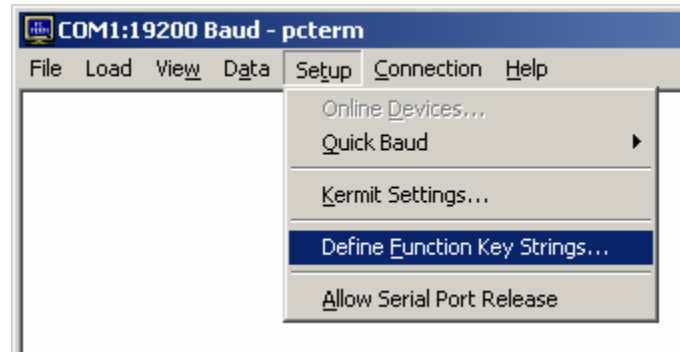 COM1:19200 Baud - pcterm
File Load View Data Setup Connection Help
Online Devices...
Quick Baud
Kermit Settings...
Define Function Key Strings...
Allow Serial Port Release